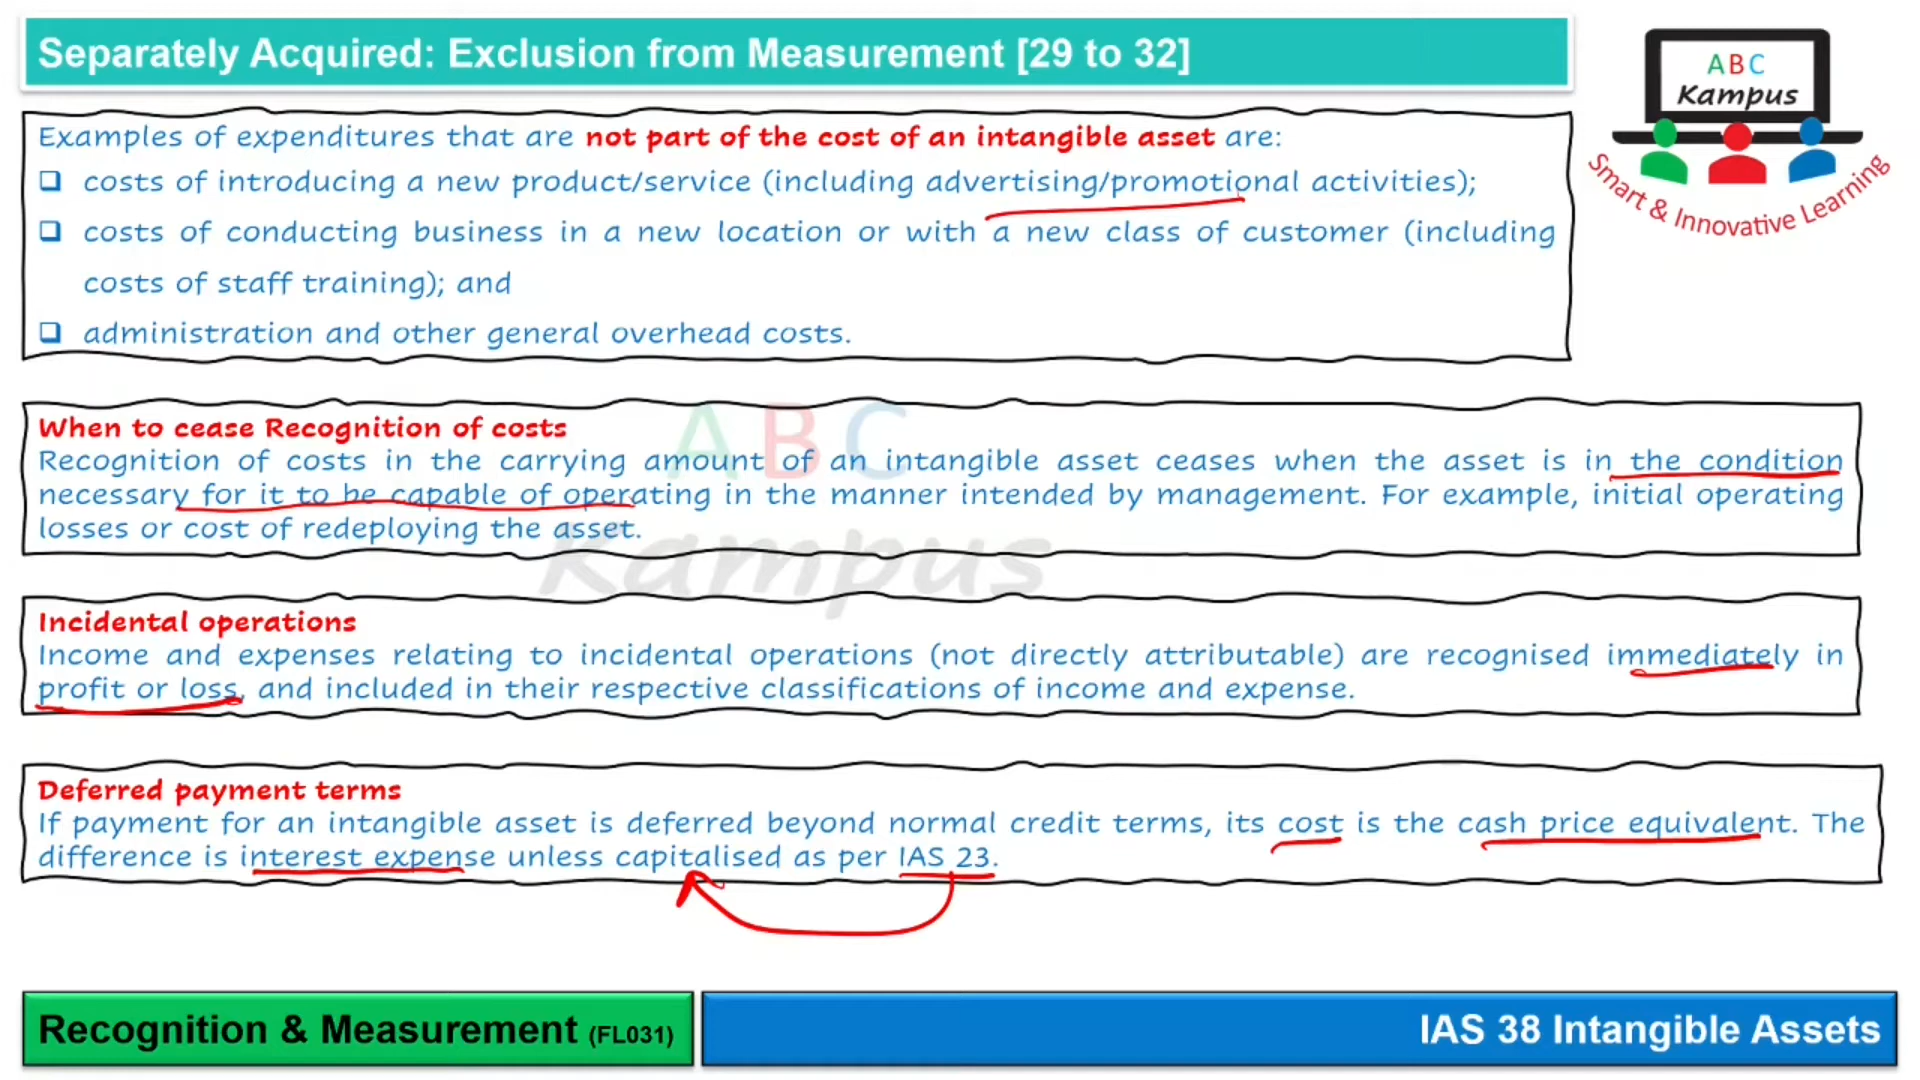 Separately Acquired: Exclusion from Measurement [29 to 32]
ABC
Kampus
Smart & Innovative Learning
Examples of expenditures that are not part of the cost of an intangible asset are:
❑ costs of introducing a new product/service (including advertising/promotional activities);
❑ costs of conducting business in a new location or with a new class of customer (including
costs of staff training); and
❑ administration and other general overhead costs.
When to cease Recognition of costs
Recognition of costs in the carrying amount of an intangible asset ceases when the asset is in the condition
necessary for it to be capable of operating in the manner intended by management. For example, initial operating
losses or cost of redeploying the asset.
ABC
Kampus
Incidental operations
Income and expenses relating to incidental operations (not directly attributable) are recognised immediately in
profit or loss, and included in their respective classifications of income and expense.
Deferred payment terms
If payment for an intangible asset is deferred beyond normal credit terms, its cost is the cash price equivalent. The
difference is interest expense unless capitalised as per IAS 23.
Recognition & Measurement (FL031)
IAS 38 Intangible Assets